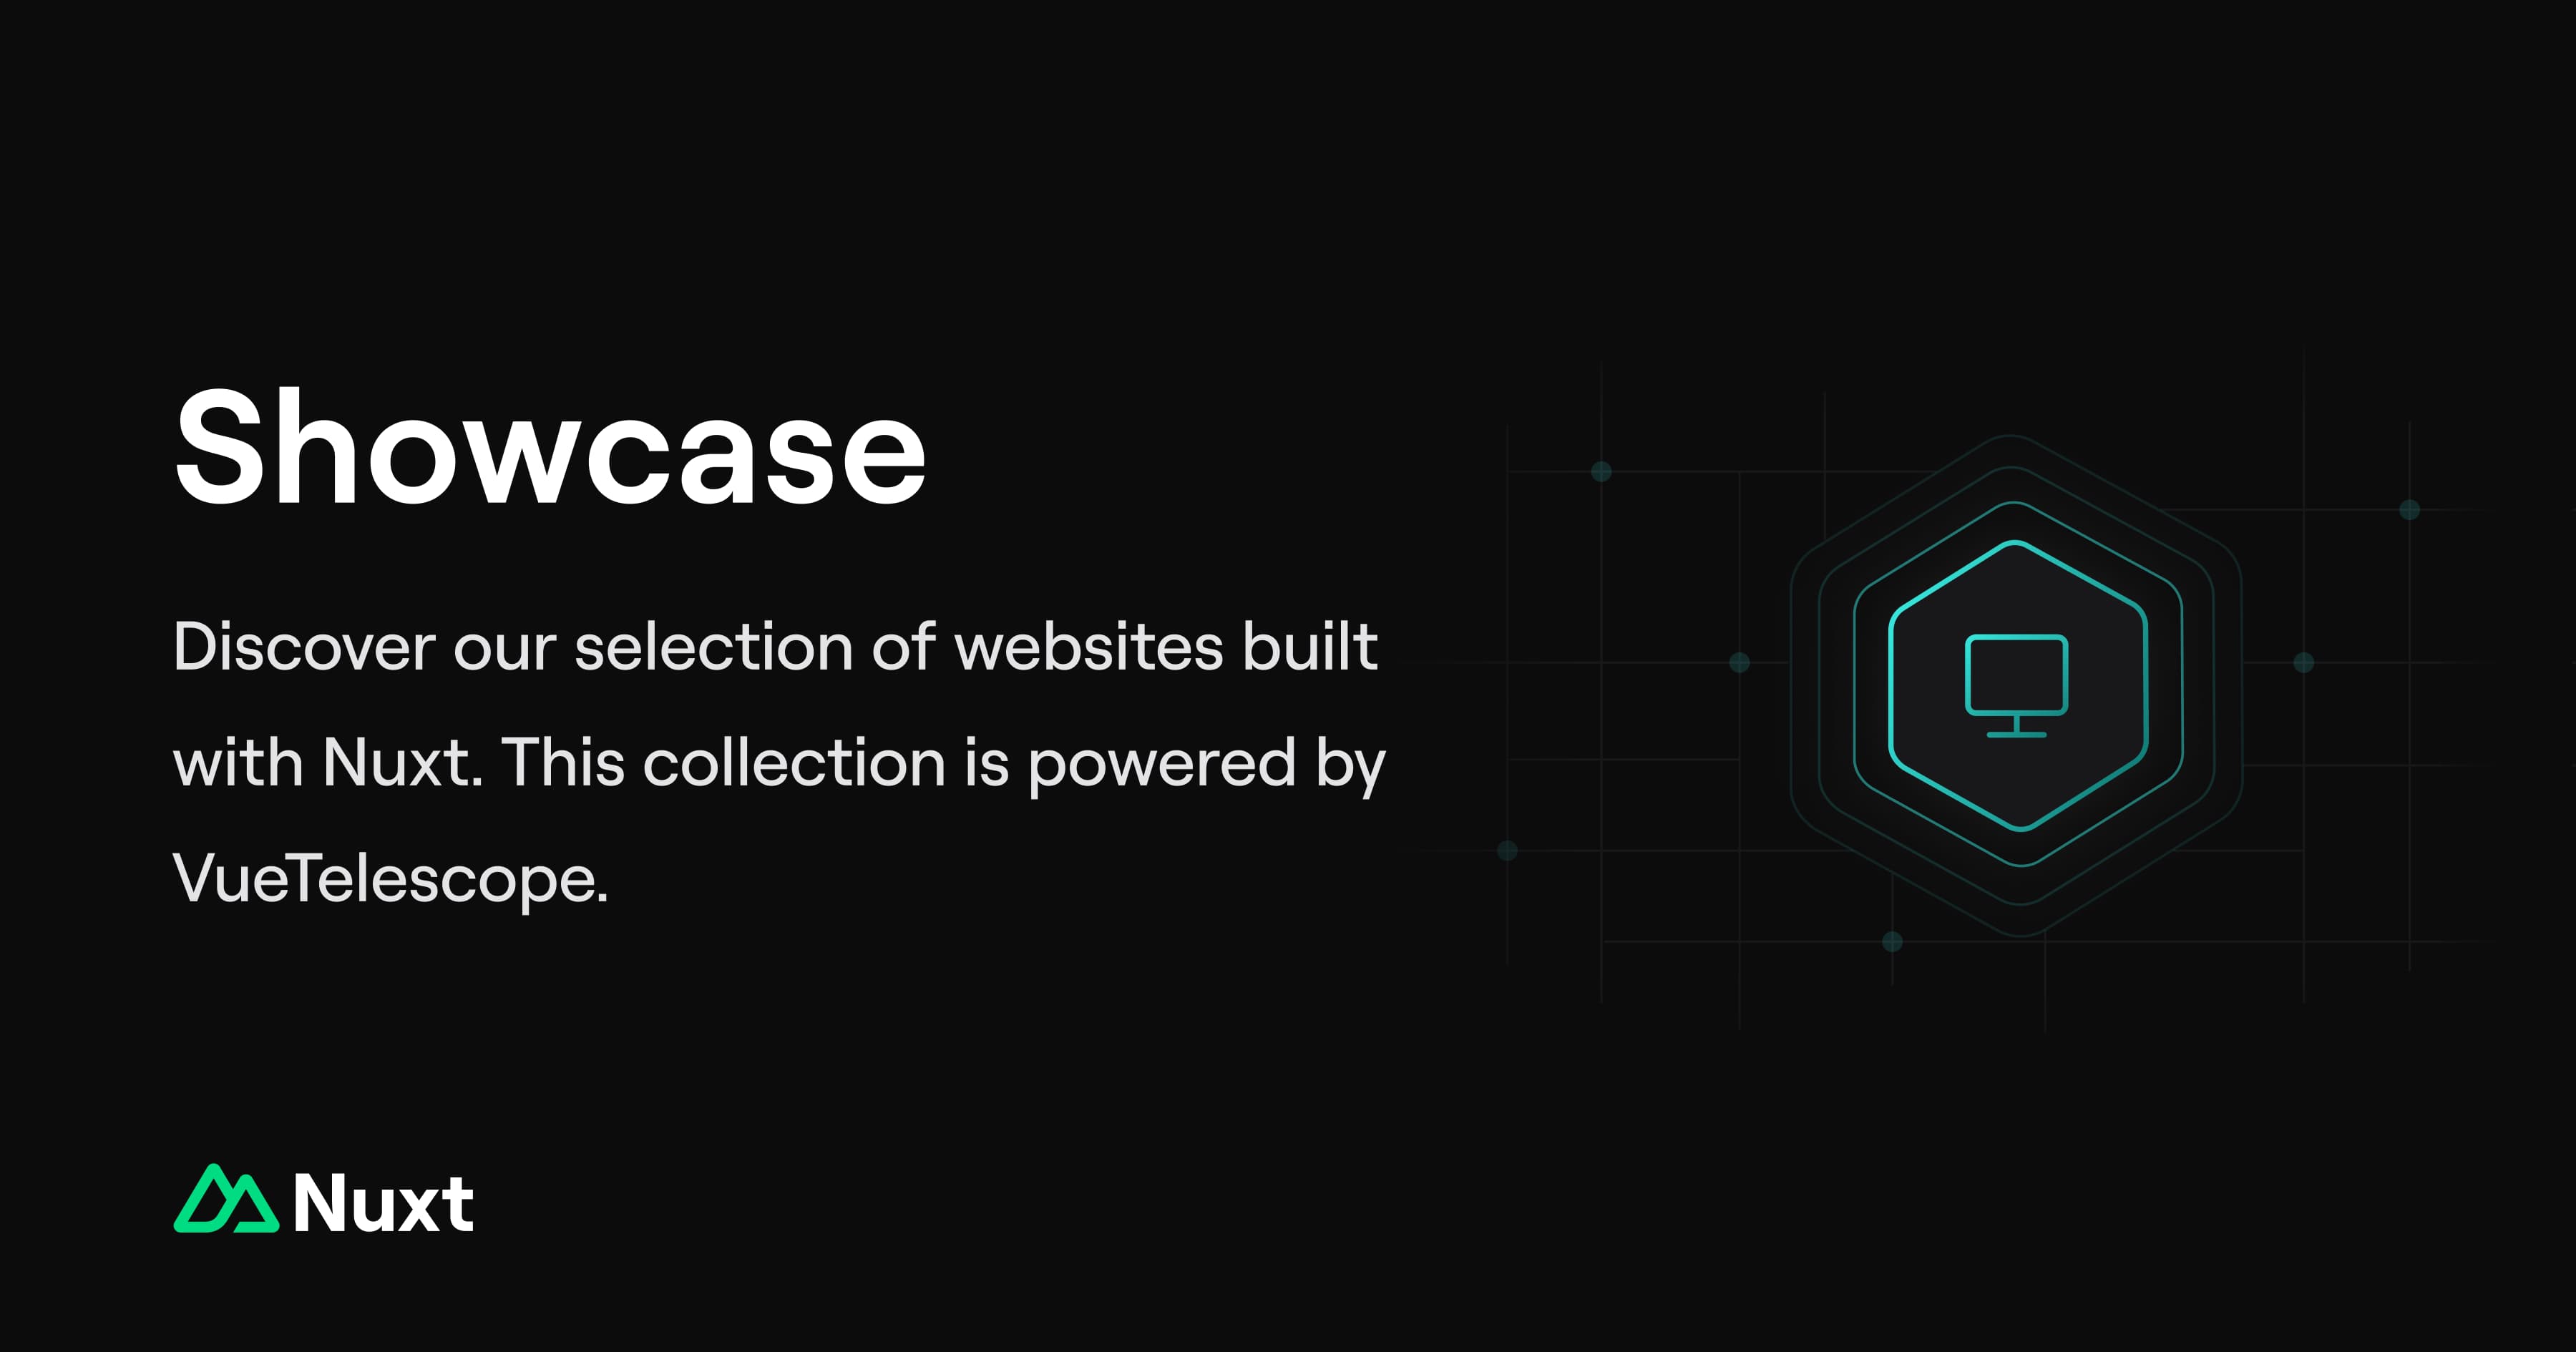 Showcase
Discover our selection of websites built
with Nuxt. This collection is powered by
VueTelescope.
Nuxt